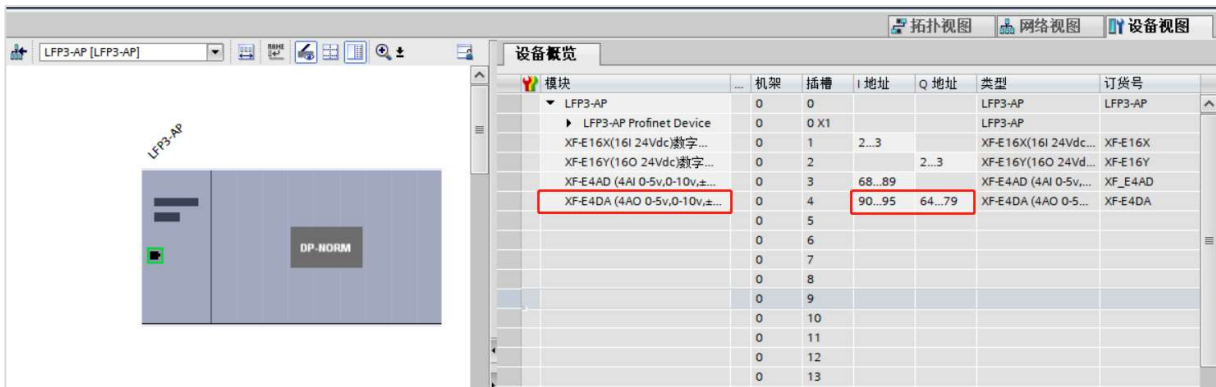 拓扑视图 网络视图 设备视图
LFP3-AP [LFP3-AP]
设备概览
模块 ... 机架 插槽 I 地址 Q 地址 类型 订货号
LFP3-AP 0 0 LFP3-AP LFP3-AP
LFP3-AP Profinet Device 0 0 X1 LFP3-AP
XF-E16X(16I 24Vdc)数字... 0 1 2...3 XF-E16X(16I 24Vdc... XF-E16X
XF-E16Y(16O 24Vdc)数字... 0 2 2...3 XF-E16Y(16O 24Vd... XF-E16Y
XF-E4AD (4AI 0-5v,0-10v,±... 0 3 68...89 XF-E4AD (4AI 0-5v,... XF_E4AD
XF-E4DA (4AO 0-5v,0-10v,±... 0 4 90...95 64...79 XF-E4DA (4AO 0-5... XF-E4DA
0 5
0 6
0 7
0 8
0 9
0 10
0 11
0 12
0 13
LFP3-AP
DP-NORM